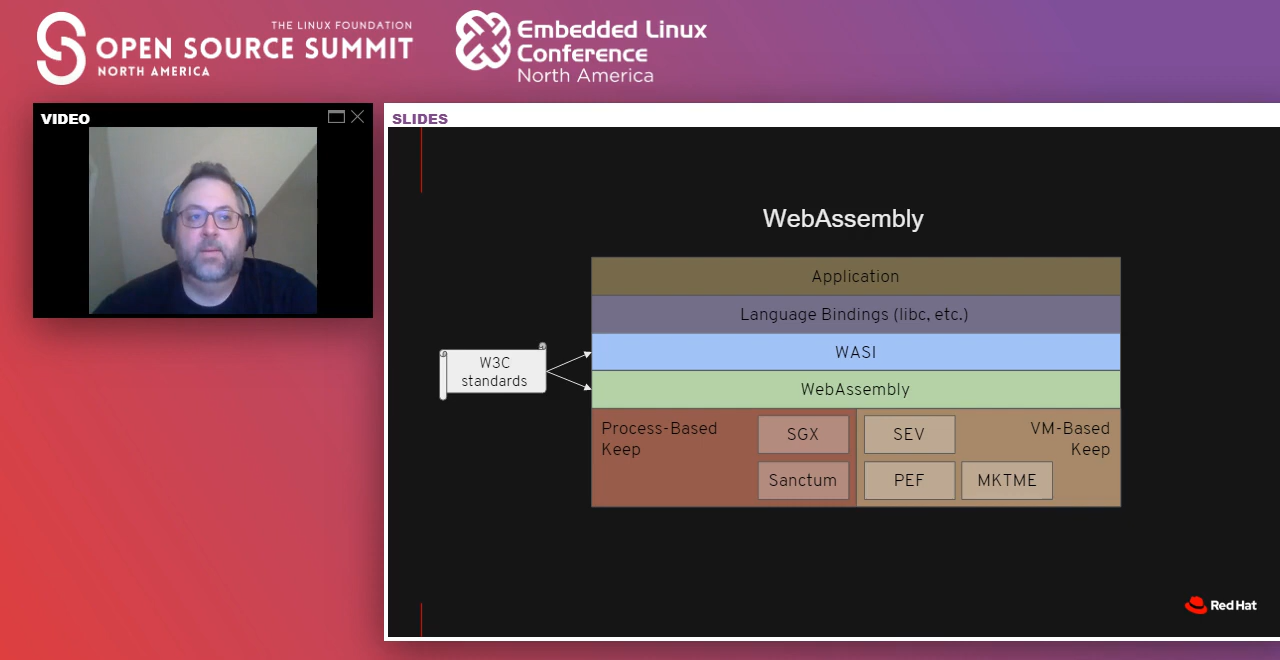 THE LINUX FOUNDATION
OPEN SOURCE SUMMIT
NORTH AMERICA
Embedded Linux
Conference
North America
VIDEO
SLIDES
WebAssembly
Application
Language Bindings (libc, etc.)
WASI
W3C
standards
WebAssembly
Process-Based
Keep
SGX
Sanctum
SEV
VM-Based
Keep
PEF
MKTME
Red Hat